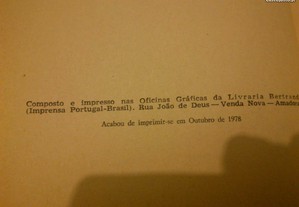 Composto e impresso nas Oficinas Gráficas da Livraria Bertrand
(Imprensa Portugal-Brasil), Rua João de Deus — Venda Nova — Amadora
Acabou de imprimir-se em Outubro de 1978